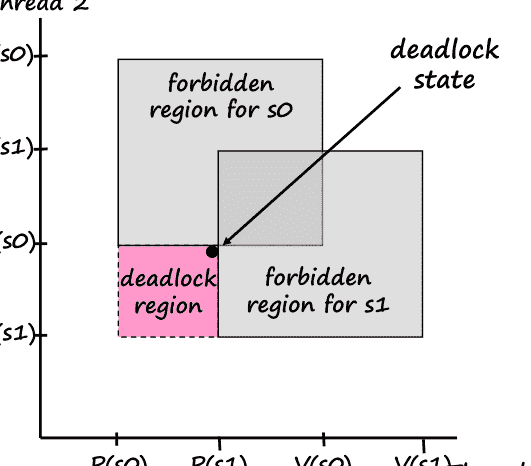 Thread 2
(s0)
deadlock
state
forbidden
region for s0
(s1)
(s0)
deadlock
region
forbidden
region for s1
(s1)
P(s0) P(s1) V(s0) V(s1)